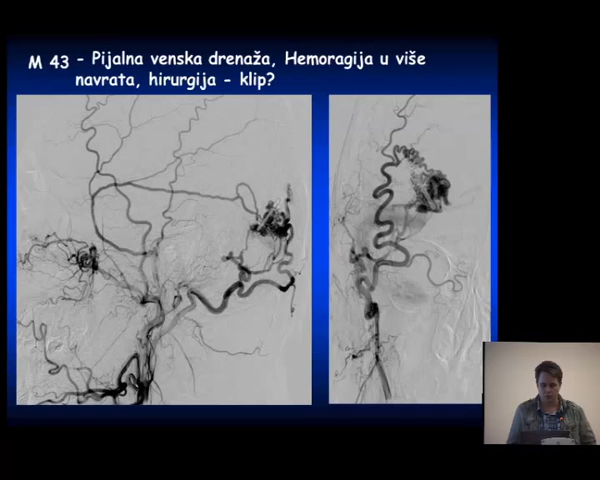 M 43 - Pijalna venska drenaža, Hemoragija u više
navrata, hirurgija - klip?